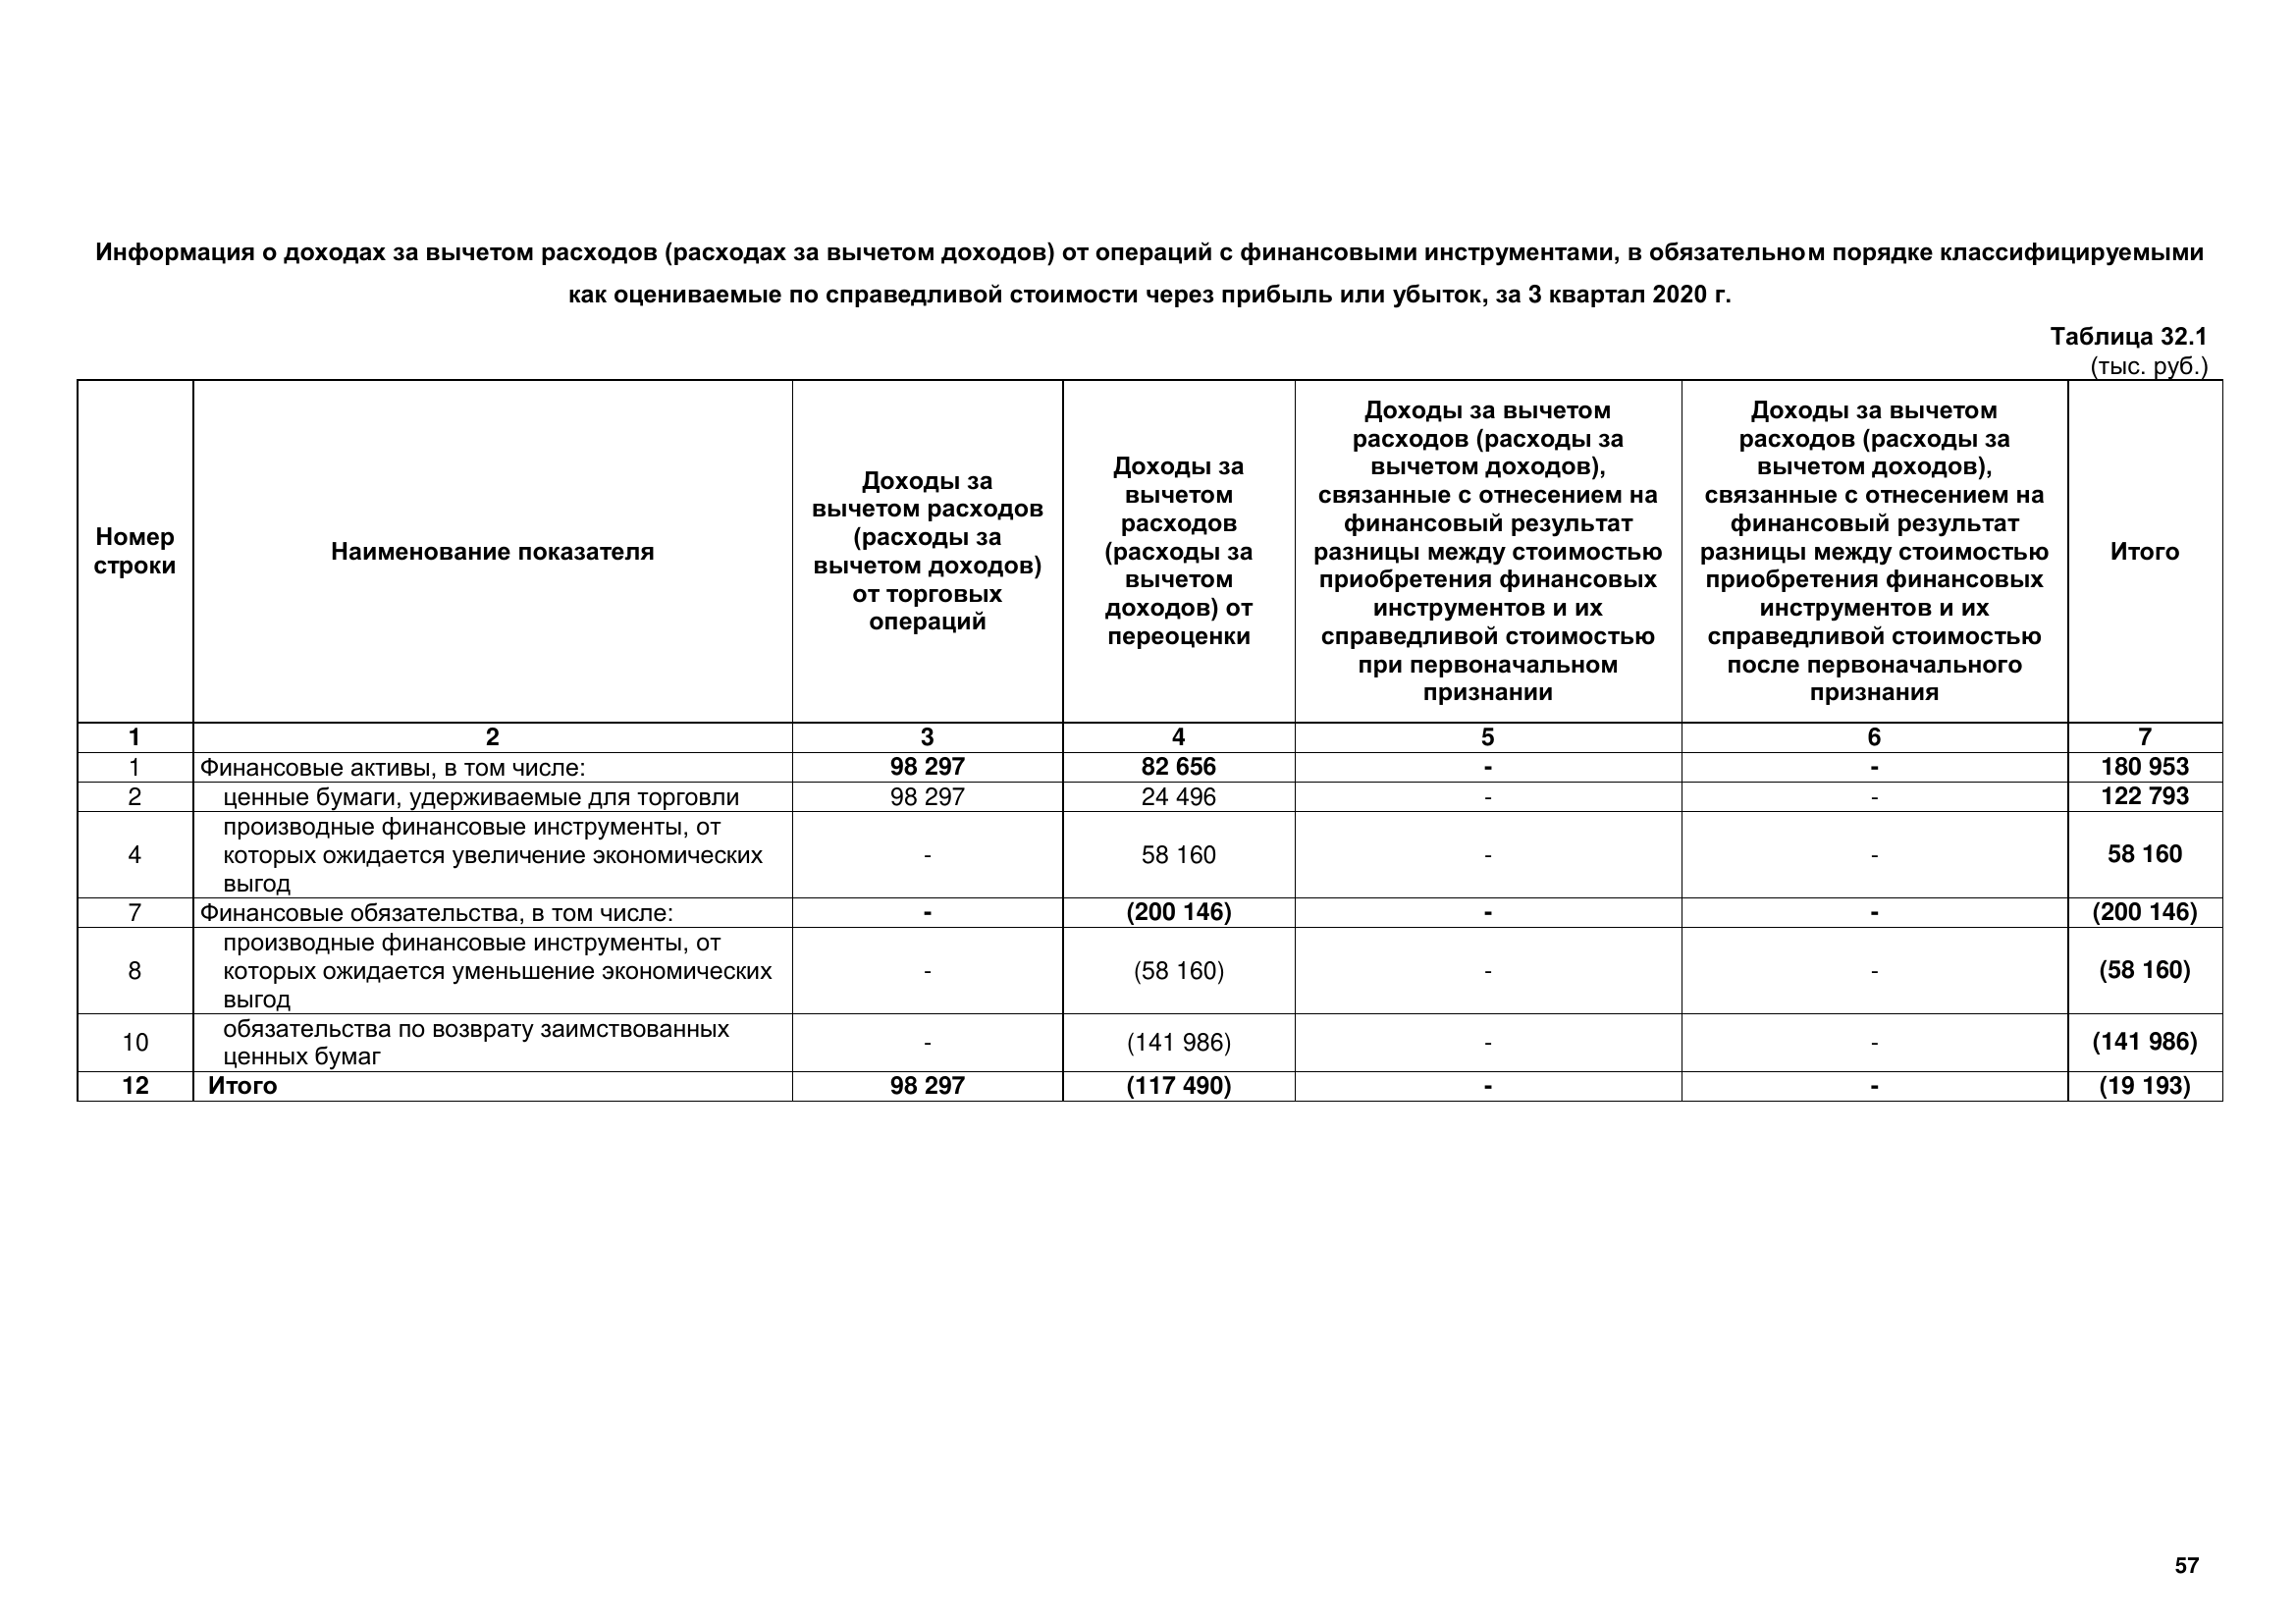 Информация о доходах за вычетом расходов (расходах за вычетом доходов) от операций с финансовыми инструментами, в обязательном порядке классифицируемыми
как оцениваемые по справедливой стоимости через прибыль или убыток, за 3 квартал 2020 г.
Таблица 32.1
(тыс. руб.)
Номер
строки
Наименование показателя
Доходы за
вычетом расходов
(расходы за
вычетом доходов)
от торговых
операций
Доходы за
вычетом
расходов
(расходы за
вычетом
доходов) от
переоценки
Доходы за вычетом
расходов (расходы за
вычетом доходов),
связанные с отнесением на
финансовый результат
разницы между стоимостью
приобретения финансовых
инструментов и их
справедливой стоимостью
при первоначальном
признании
Доходы за вычетом
расходов (расходы за
вычетом доходов),
связанные с отнесением на
финансовый результат
разницы между стоимостью
приобретения финансовых
инструментов и их
справедливой стоимостью
после первоначального
признания
Итого
1 2 3 4 5 6 7
1 Финансовые активы, в том числе: 98 297 82 656 - - 180 953
2 ценные бумаги, удерживаемые для торговли 98 297 24 496 - - 122 793
производные финансовые инструменты, от
4 которых ожидается увеличение экономических - 58 160 - - 58 160
выгод
7 Финансовые обязательства, в том числе: - (200 146) - - (200 146)
производные финансовые инструменты, от
8 которых ожидается уменьшение экономических - (58 160) - - (58 160)
выгод
10 обязательства по возврату заимствованных
ценных бумаг - (141 986) - - (141 986)
12 Итого 98 297 (117 490) - - (19 193)
57